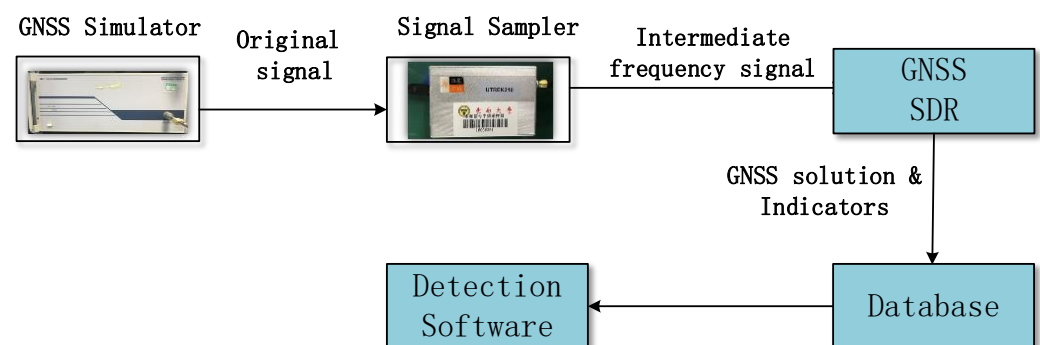 GNSS Simulator
Original
signal
Signal Sampler
Intermediate
frequency signal
GNSS
SDR
GNSS solution &
Indicators
Database
Detection
Software